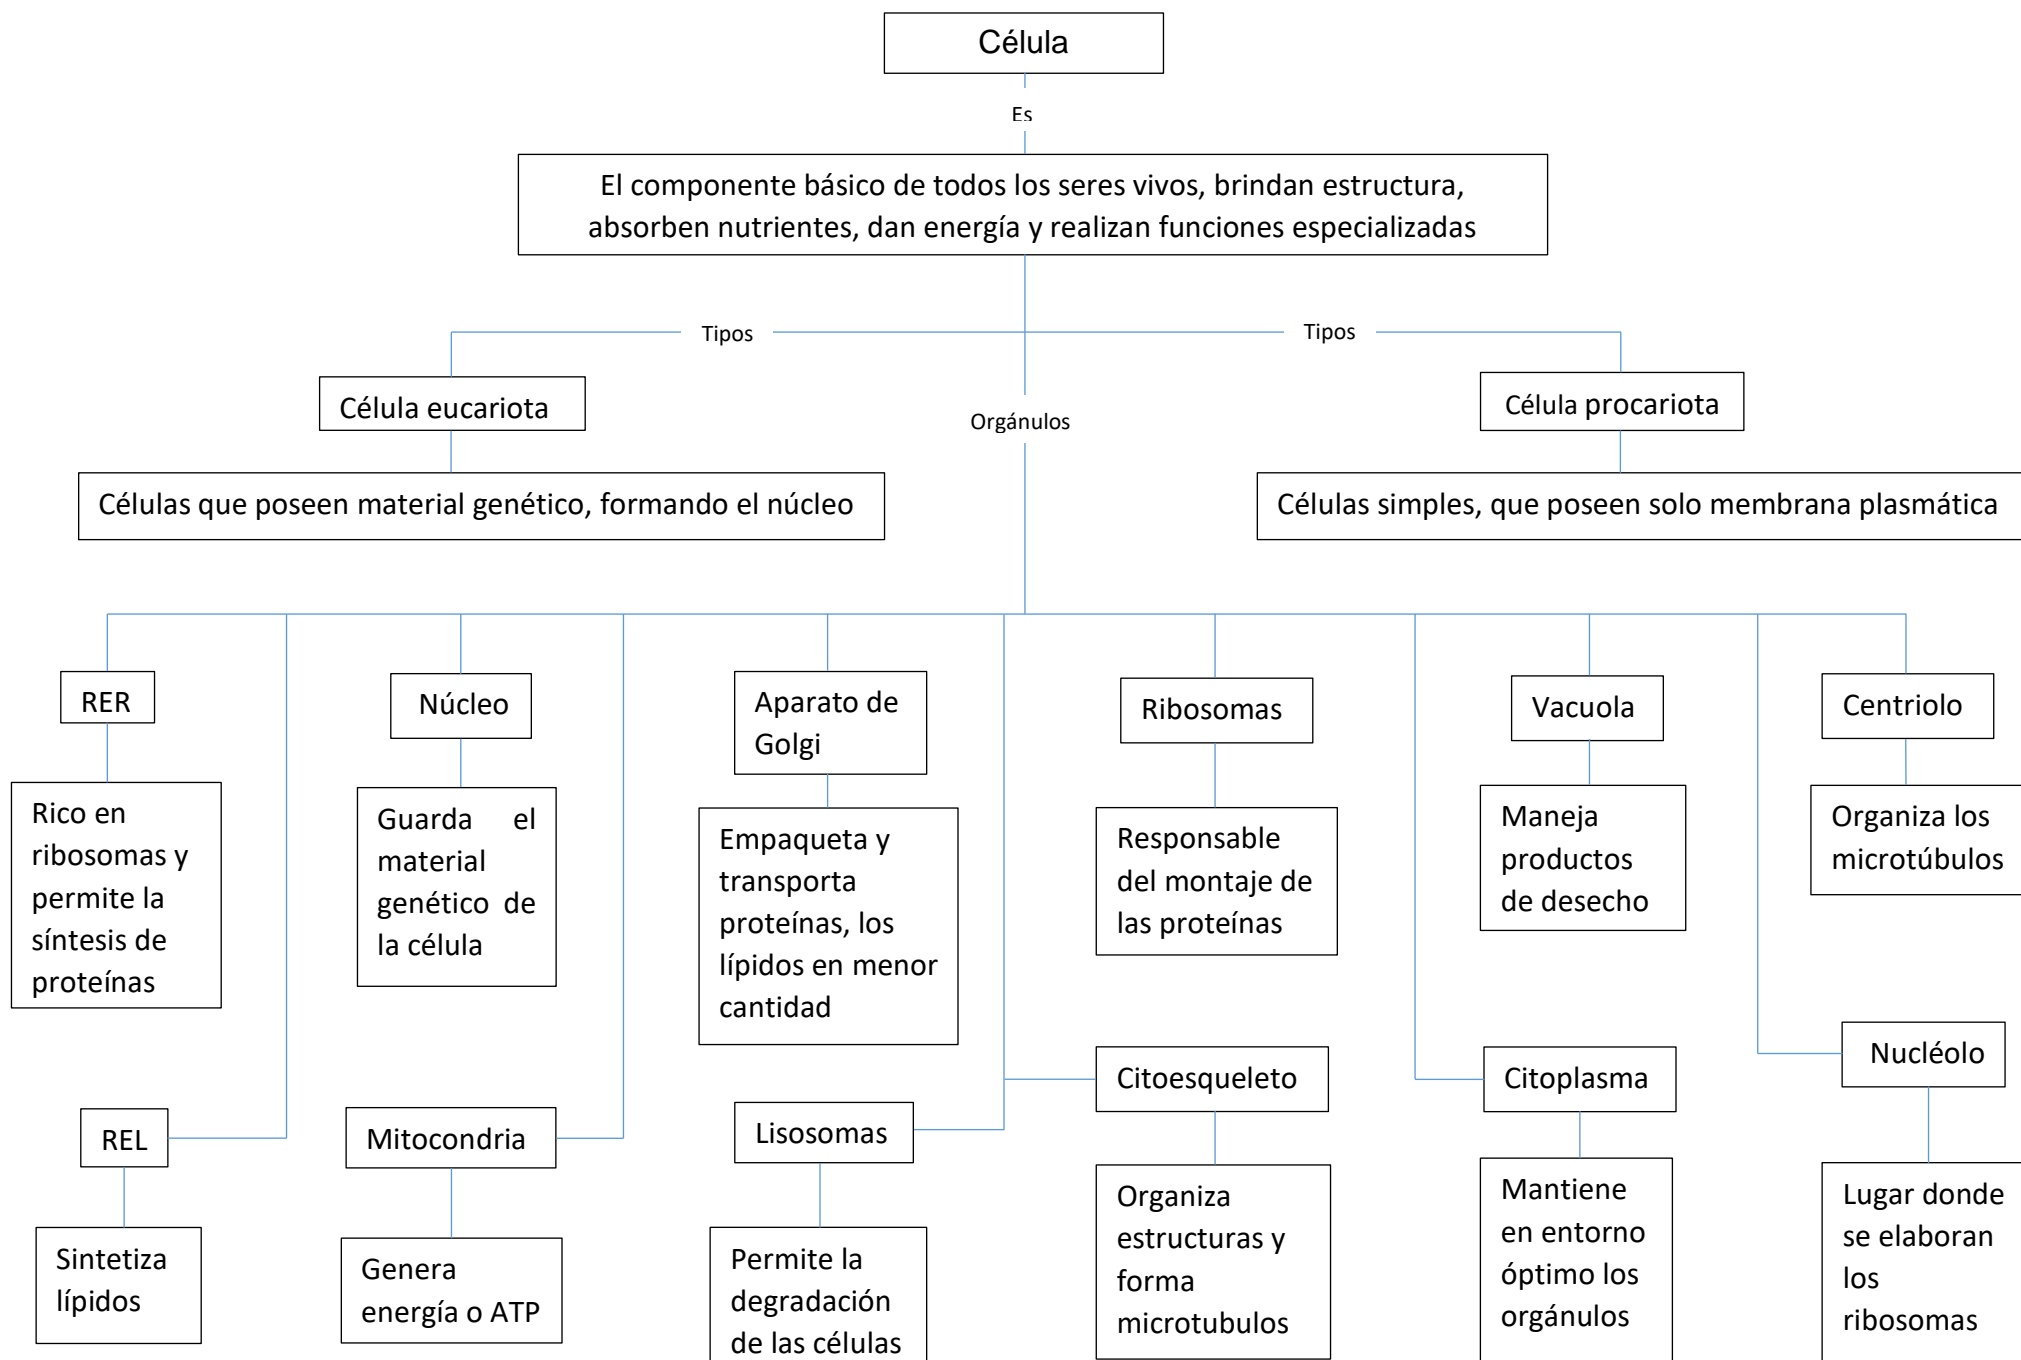 Célula
Es
El componente básico de todos los seres vivos, brindan estructura,
absorben nutrientes, dan energía y realizan funciones especializadas
Tipos
Tipos
Célula eucariota
Orgánulos
Célula procariota
Células que poseen material genético, formando el núcleo
Células simples, que poseen solo membrana plasmática
RER
Núcleo
Aparato de
Golgi
Ribosomas
Vacuola
Centriolo
Rico en
ribosomas y
permite la
síntesis de
proteínas
Guarda el
material
genético de
la célula
Empaqueta y
transporta
proteínas, los
lípidos en menor
cantidad
Responsable
del montaje de
las proteínas
Maneja
productos
de desecho
Organiza los
microtúbulos
REL
Mitocondria
Lisosomas
Citoesqueleto
Citoplasma
Nucléolo
Sintetiza
lípidos
Genera
energía o ATP
Permite la
degradación
de las células
Organiza
estructuras y
forma
microtubulos
Mantiene
en entorno
óptimo los
orgánulos
Lugar donde
se elaboran
los
ribosomas